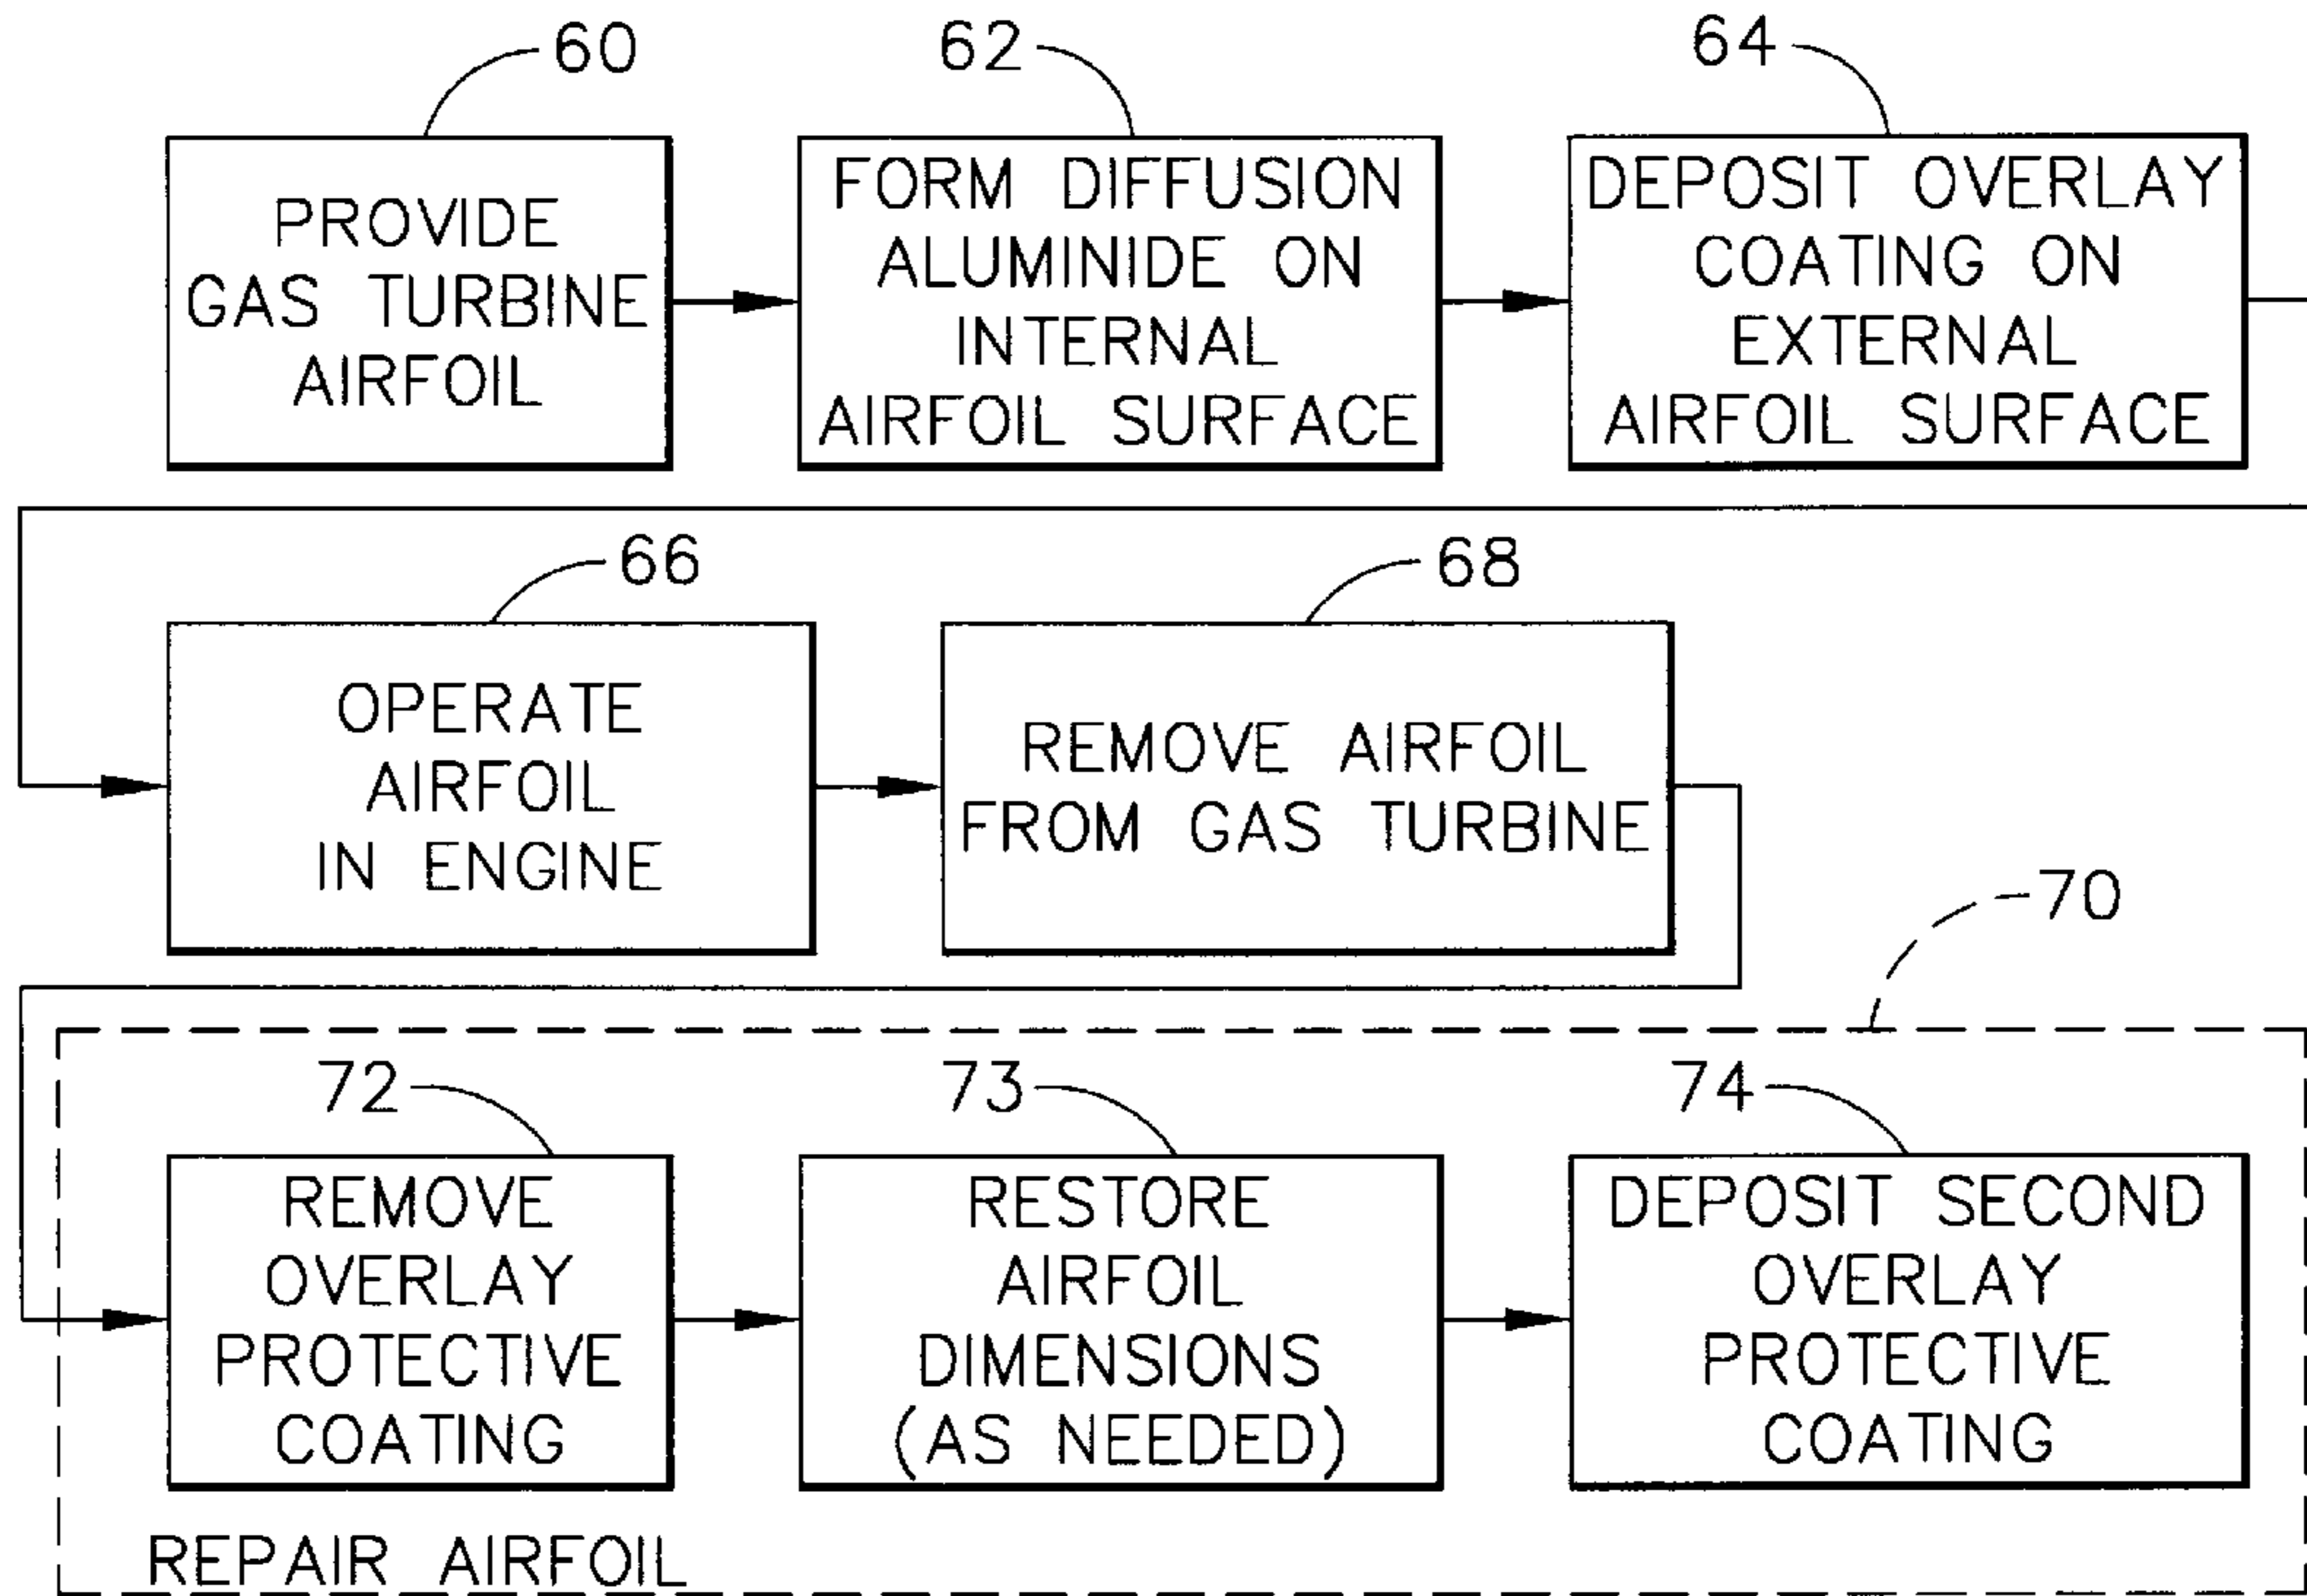 60
62
64
PROVIDE
GAS TURBINE
AIRFOIL
FORM DIFFUSION
ALUMINIDE ON
INTERNAL
AIRFOIL SURFACE
DEPOSIT OVERLAY
COATING ON
EXTERNAL
AIRFOIL SURFACE
66
68
OPERATE
AIRFOIL
IN ENGINE
REMOVE AIRFOIL
FROM GAS TURBINE
70
72
73
74
REMOVE
OVERLAY
PROTECTIVE
COATING
RESTORE
AIRFOIL
DIMENSIONS
(AS NEEDED)
DEPOSIT SECOND
OVERLAY
PROTECTIVE
COATING
REPAIR AIRFOIL